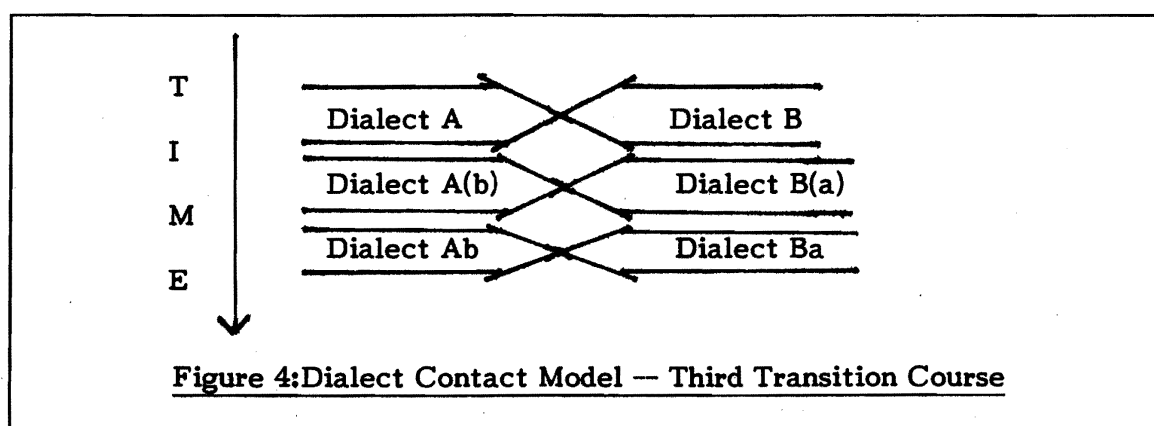 T
Dialect A Dialect B
I
Dialect A(b) Dialect B(a)
M
Dialect Ab Dialect Ba
E
Figure 4:Dialect Contact Model — Third Transition Course